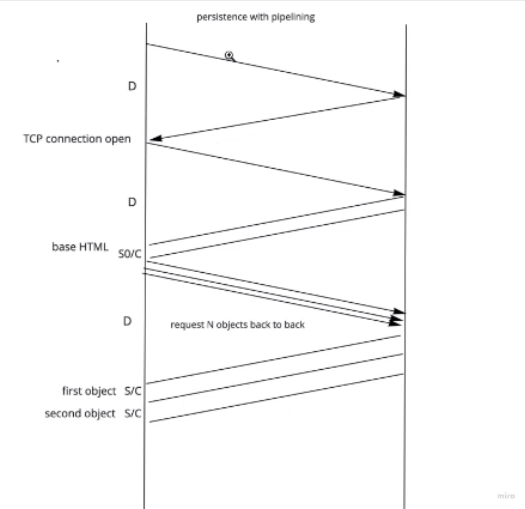 persistence with pipelining
D
TCP connection open
D
base HTML
S0/C
D
request N objects back to back
first object S/C
second object S/C
miro